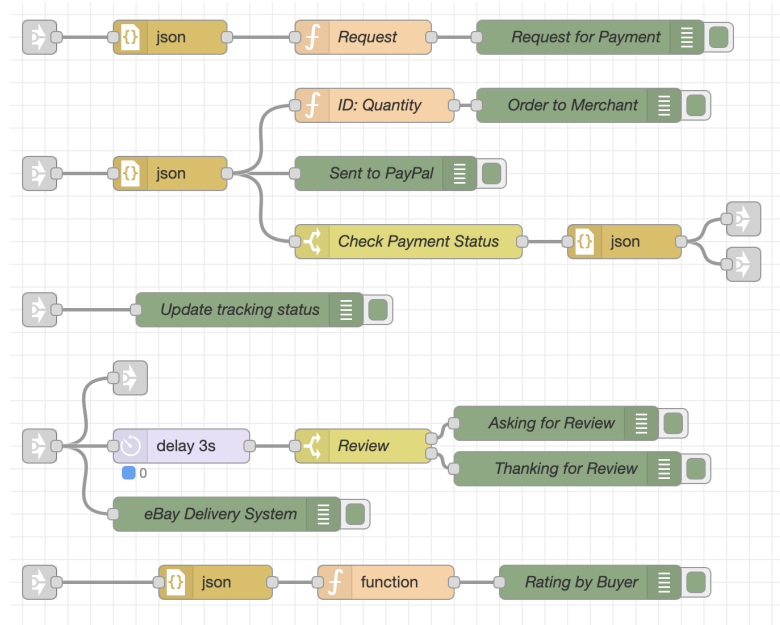 json
Request
Request for Payment
ID: Quantity
Order to Merchant
json
Sent to PayPal
Check Payment Status
json
Update tracking status
delay 3s
0
Review
Asking for Review
Thanking for Review
eBay Delivery System
json
function
Rating by Buyer